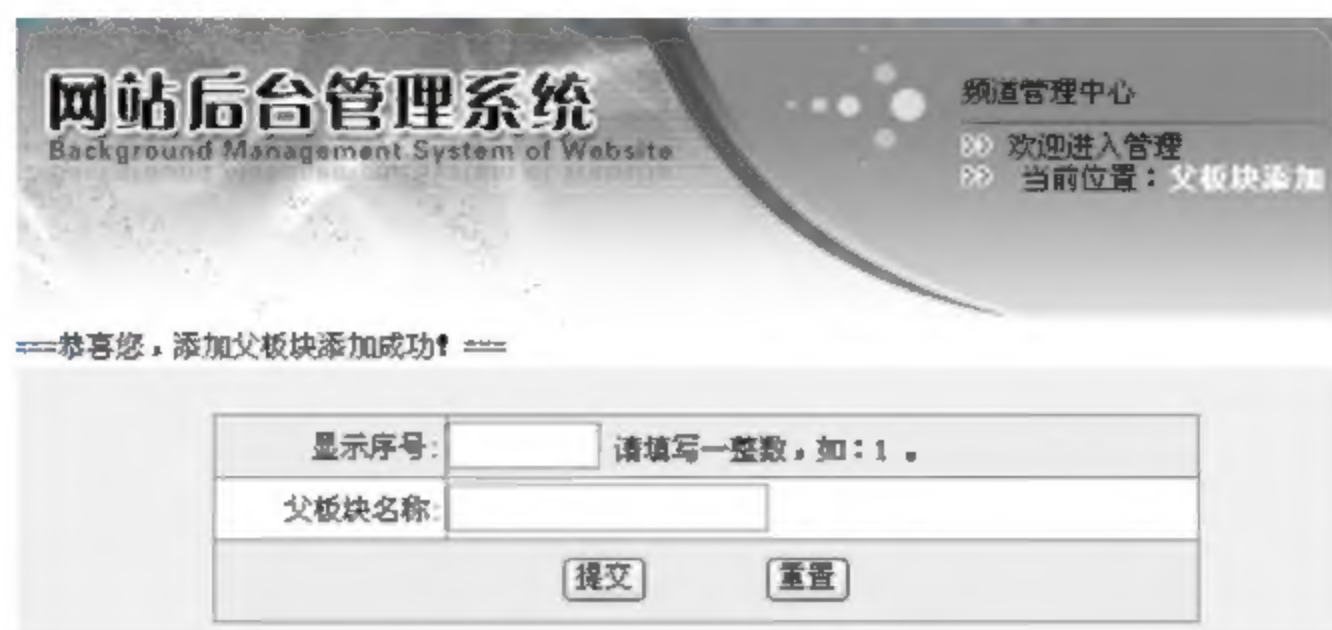 网站后台管理系统
Background Management System of Website
频道管理中心
欢迎进入管理
当前位置：父板块添加
===恭喜您，添加父板块添加成功! ===
显示序号: 请填写一整数，如：1 。
父板块名称:
提交 重置